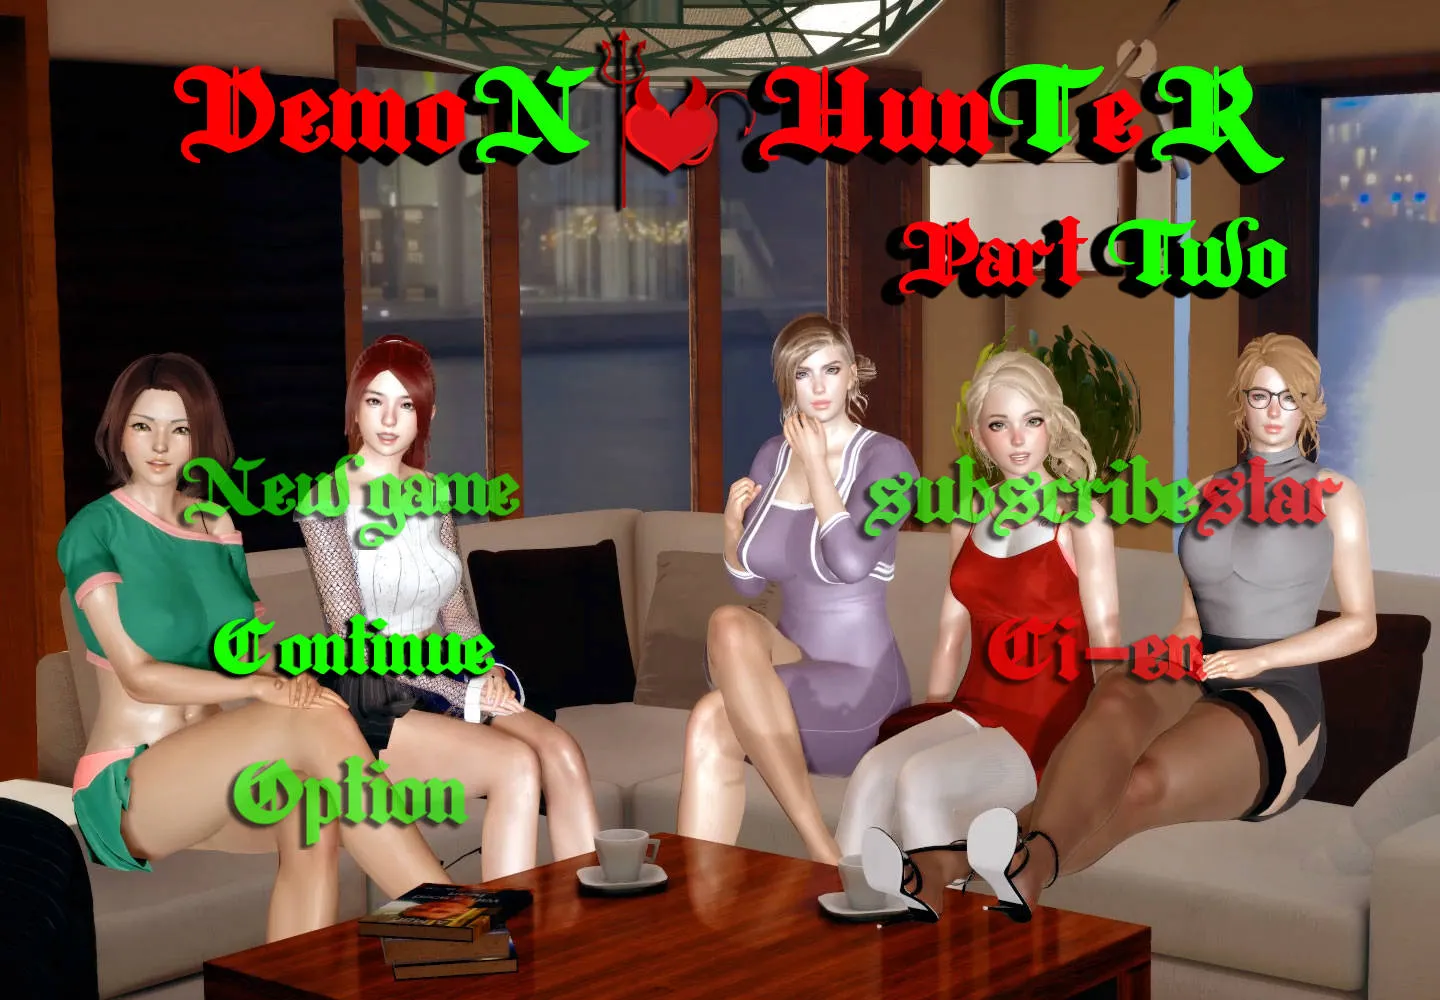 DemoN HunTeR
Part Two
New game
subscribestar
Continue
Ci-en
Option